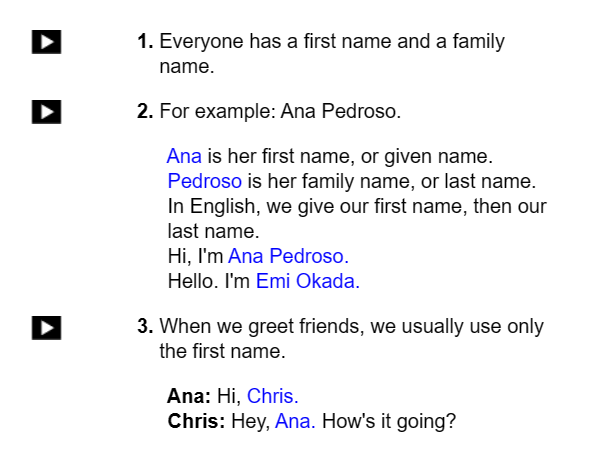 1. Everyone has a first name and a family
name.
2. For example: Ana Pedroso.
Ana is her first name, or given name.
Pedroso is her family name, or last name.
In English, we give our first name, then our
last name.
Hi, I'm Ana Pedroso.
Hello. I'm Emi Okada.
3. When we greet friends, we usually use only
the first name.
Ana: Hi, Chris.
Chris: Hey, Ana. How's it going?